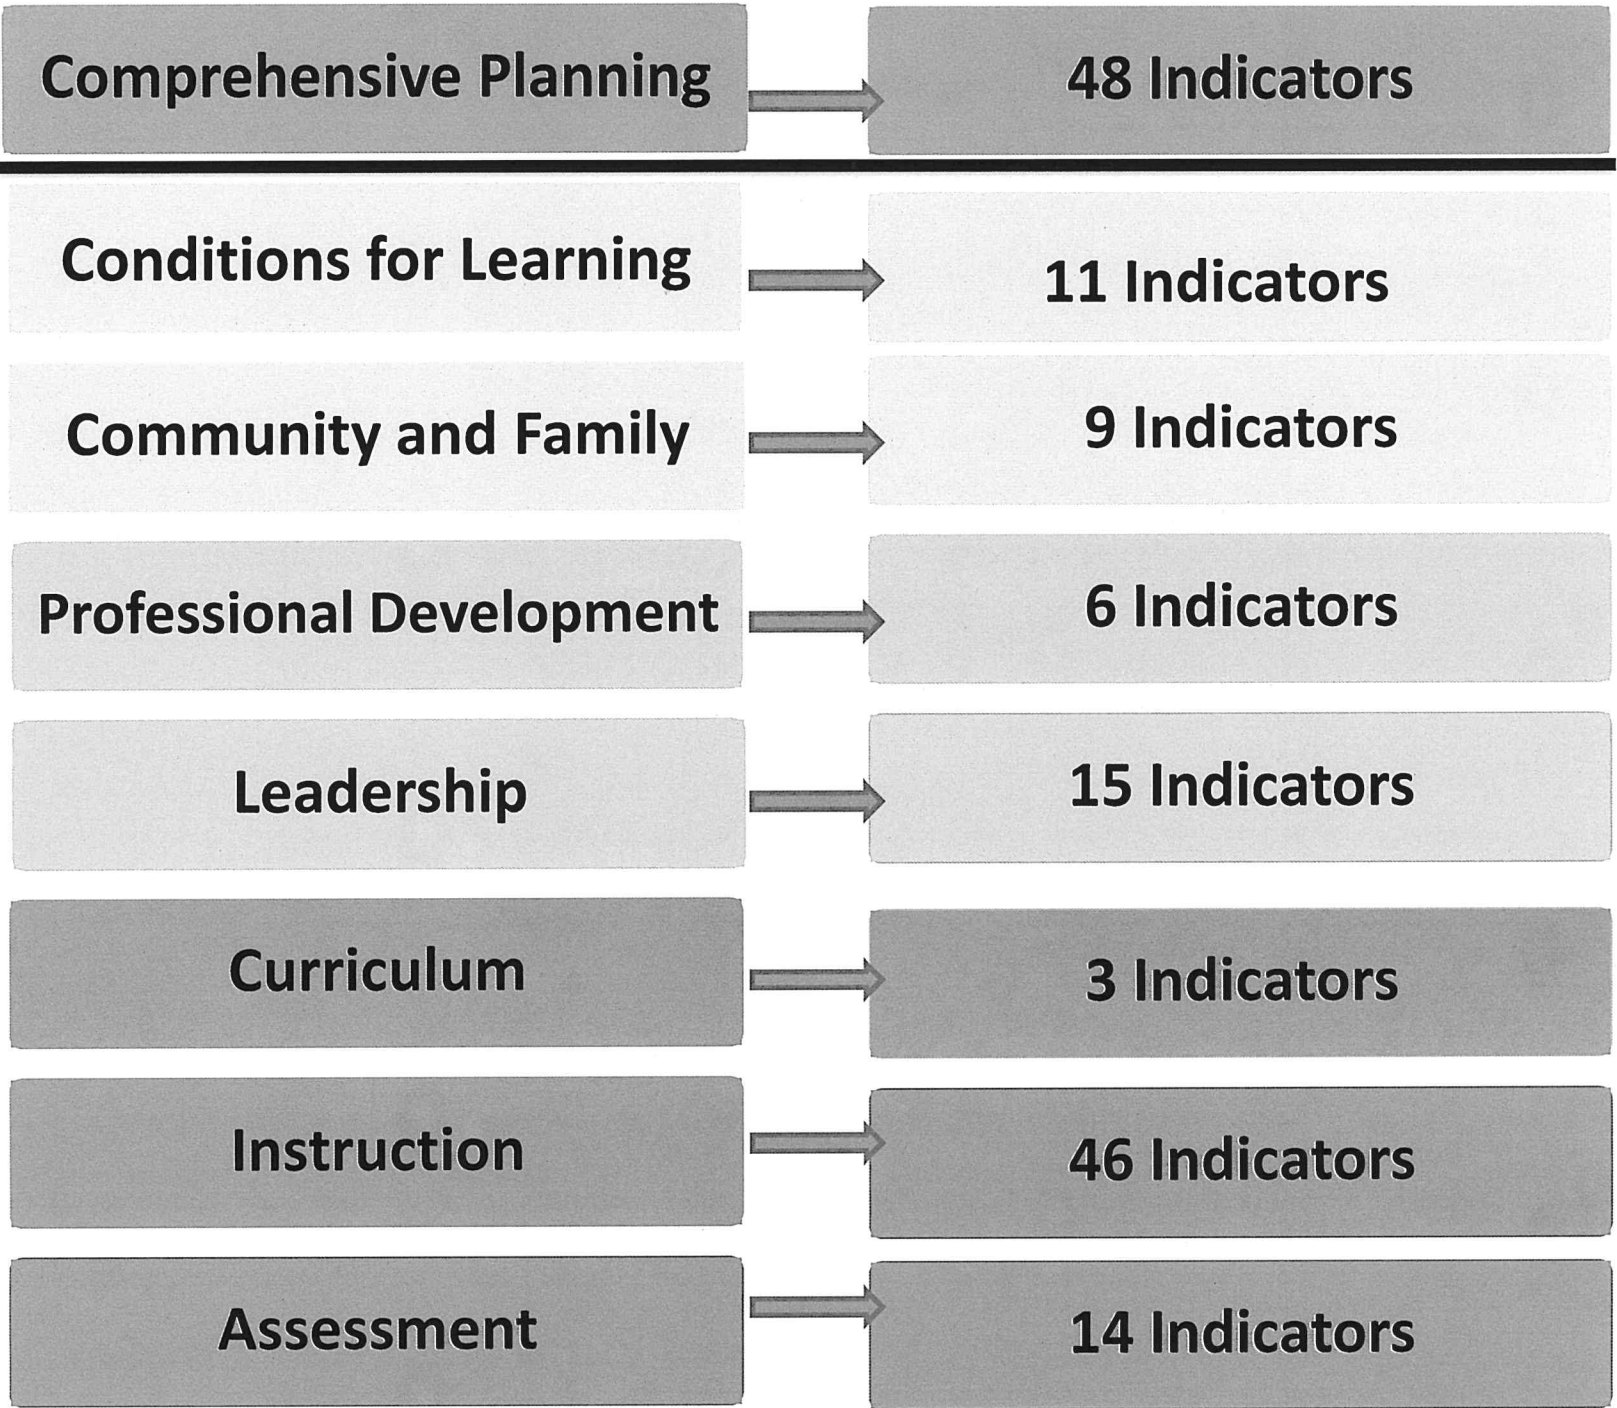 Comprehensive Planning
48 Indicators
Conditions for Learning
11 Indicators
Community and Family
9 Indicators
Professional Development
6 Indicators
Leadership
15 Indicators
Curriculum
3 Indicators
Instruction
46 Indicators
Assessment
14 Indicators